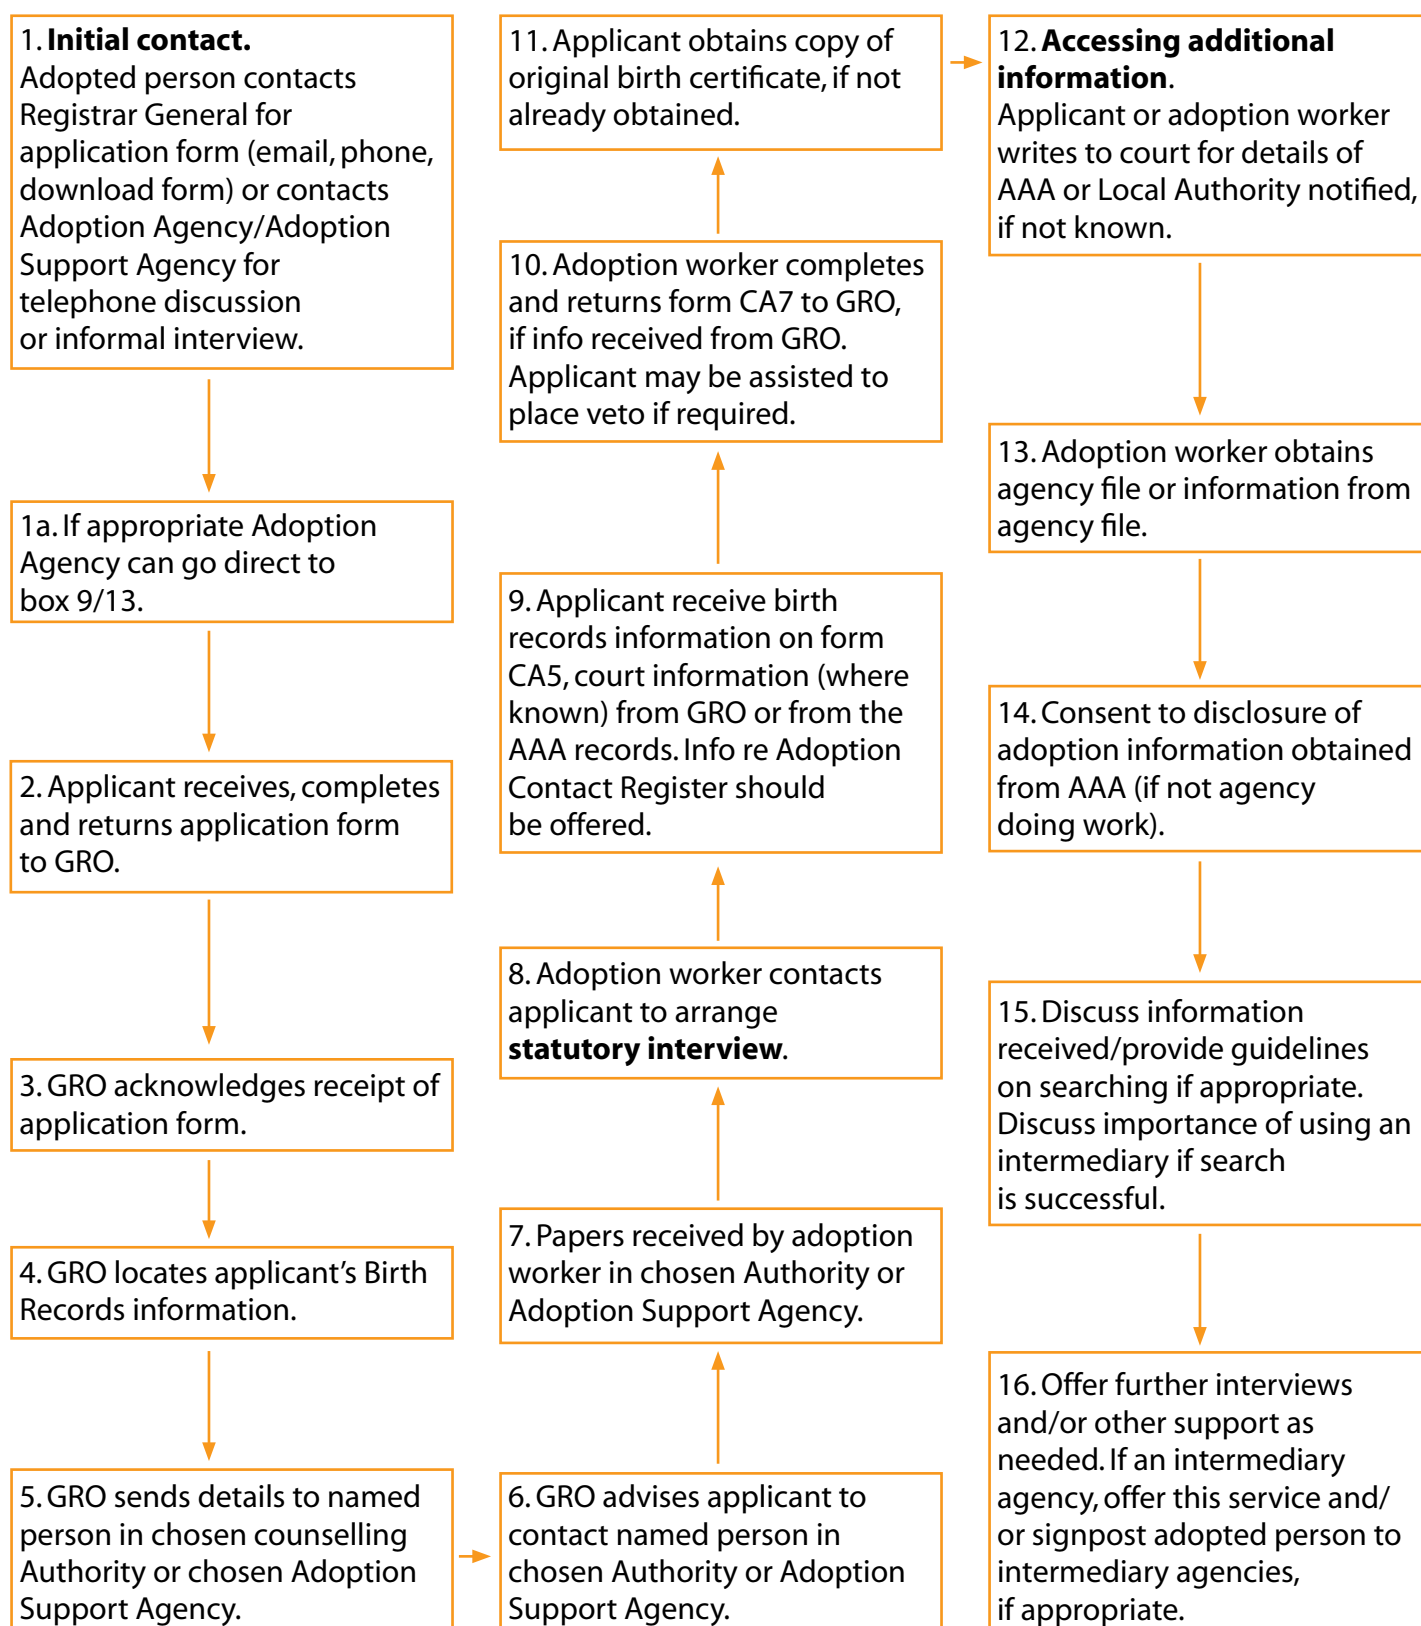 1. Initial contact.
Adopted person contacts
Registrar General for
application form (email, phone,
download form) or contacts
Adoption Agency/Adoption
Support Agency for
telephone discussion
or informal interview.
1a. If appropriate Adoption
Agency can go direct to
box 9/13.
2. Applicant receives, completes
and returns application form
to GRO.
3. GRO acknowledges receipt of
application form.
4. GRO locates applicant’s Birth
Records information.
5. GRO sends details to named
person in chosen counselling
Authority or chosen Adoption
Support Agency.
6. GRO advises applicant to
contact named person in
chosen Authority or Adoption
Support Agency.
7. Papers received by adoption
worker in chosen Authority or
Adoption Support Agency.
8. Adoption worker contacts
applicant to arrange
statutory interview.
9. Applicant receive birth
records information on form
CA5, court information (where
known) from GRO or from the
AAA records. Info re Adoption
Contact Register should
be offered.
10. Adoption worker completes
and returns form CA7 to GRO,
if info received from GRO.
Applicant may be assisted to
place veto if required.
11. Applicant obtains copy of
original birth certificate, if not
already obtained.
12. Accessing additional
information.
Applicant or adoption worker
writes to court for details of
AAA or Local Authority notified,
if not known.
13. Adoption worker obtains
agency file or information from
agency file.
14. Consent to disclosure of
adoption information obtained
from AAA (if not agency
doing work).
15. Discuss information
received/provide guidelines
on searching if appropriate.
Discuss importance of using an
intermediary if search
is successful.
16. Offer further interviews
and/or other support as
needed. If an intermediary
agency, offer this service and/
or signpost adopted person to
intermediary agencies,
if appropriate.